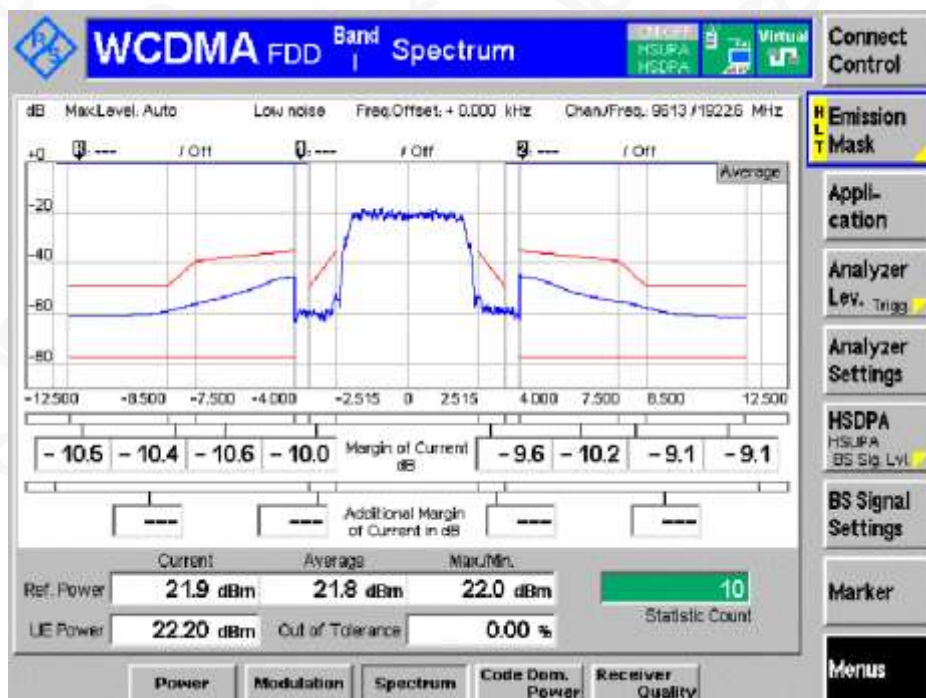 WCDMA FDD Band I Spectrum
HSUPA
HSDPA
Virtual
Connect Control
dB Max.Level: Auto Low noise Freq.Offset: + 0.000 kHz Chan./Freq.: 9613 / 1922.6 MHz
HLT Emission Mask
+0 --- / Off 1: --- / Off 2: --- / Off
Average
-20
-40
-60
-80
-12.500 -8.500 -7.500 -4.000 -2.515 0 2.515 4.000 7.500 8.500 12.500
Appli-
cation
Analyzer
Lev. Trigg
Analyzer
Settings
HSDPA
HSUPA
BS Sig. Lvl.
BS Signal
Settings
Marker
Menus
- 10.5 - 10.4 - 10.6 - 10.0 Margin of Current dB - 9.6 - 10.2 - 9.1 - 9.1
--- --- Additional Margin of Current in dB --- ---
Current Average Max./Min.
Ref. Power 21.9 dBm 21.8 dBm 22.0 dBm 10
Statistic Count
UE Power 22.20 dBm Out of Tolerance 0.00 %
Power Modulation Spectrum Code Dom. Power Receiver Quality